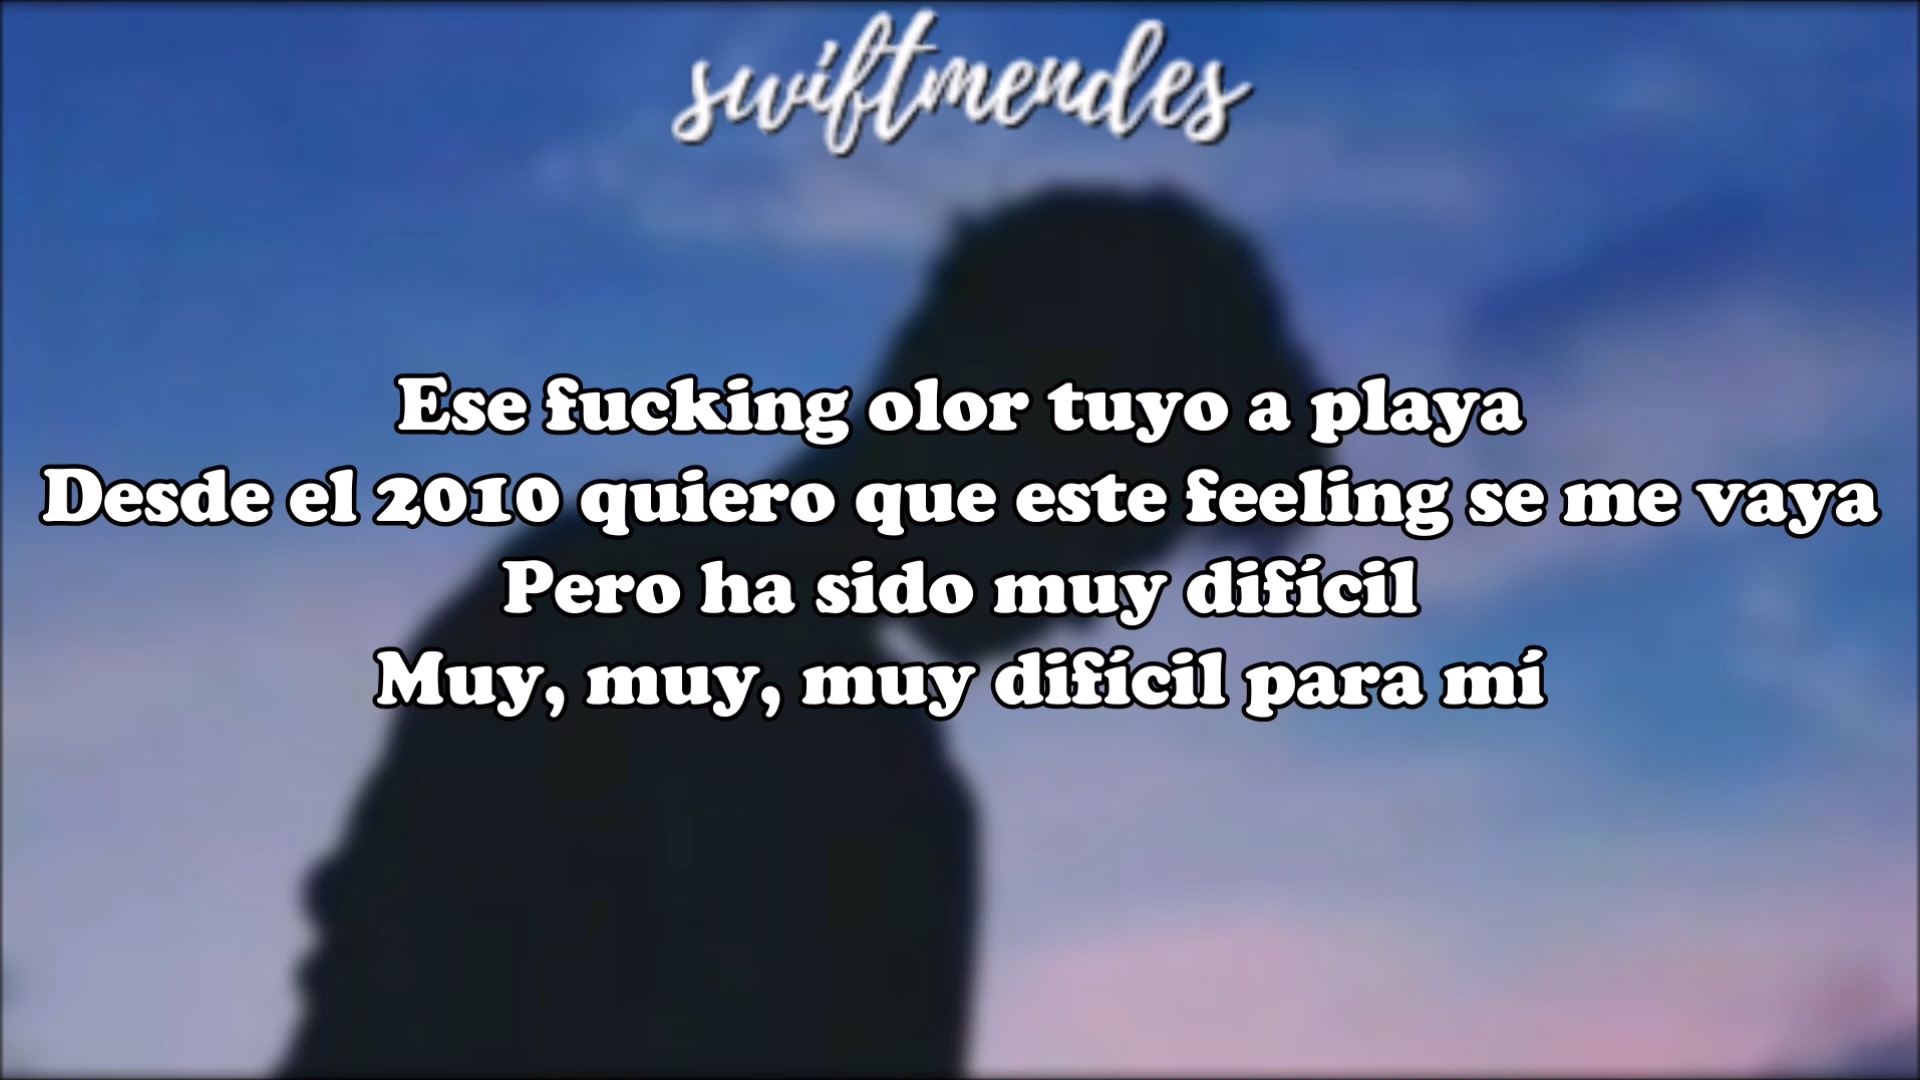 swiftmendes
Ese fucking olor tuyo a playa
Desde el 2010 quiero que este feeling se me vaya
Pero ha sido muy difícil
Muy, muy, muy difícil para mí